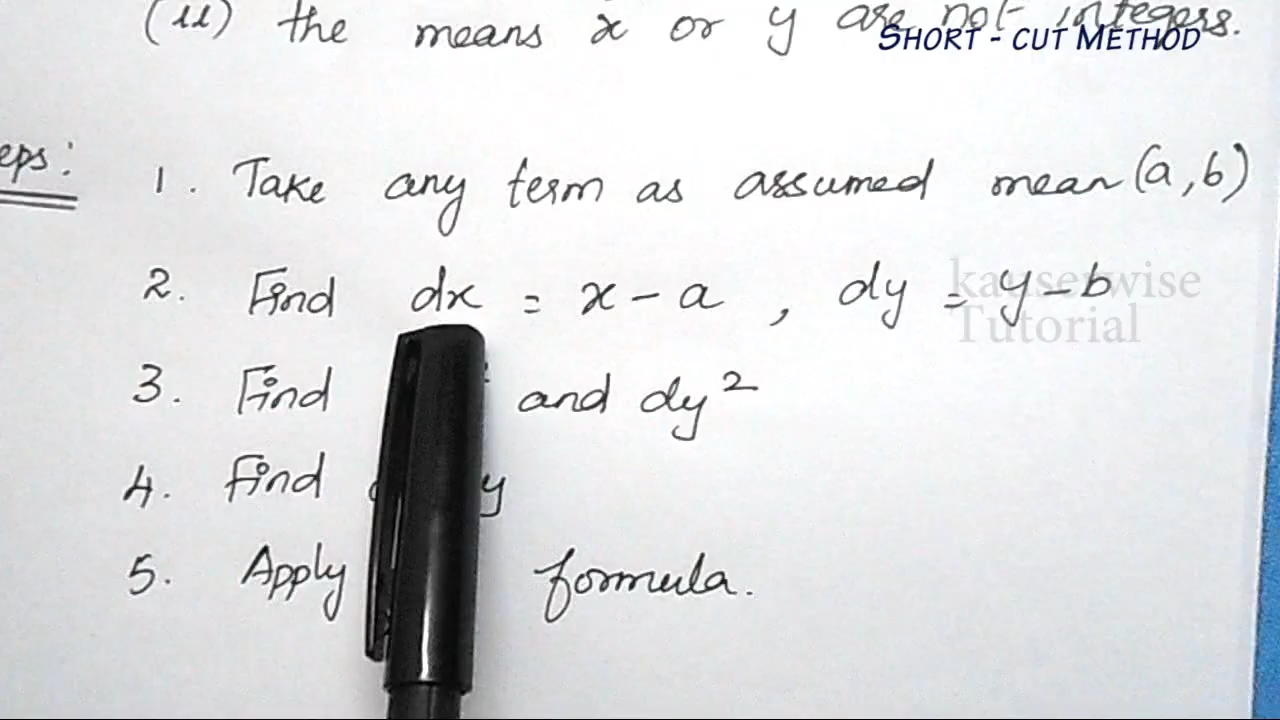 (ii) the means x̄ or ȳ are not integers.
SHORT - CUT METHOD
eps:
1. Take any term as assumed mean (a, b)
2. Find dx = x - a , dy = y - b
kauserwise
Tutorial
3. Find and dy²
4. Find
5. Apply formula.